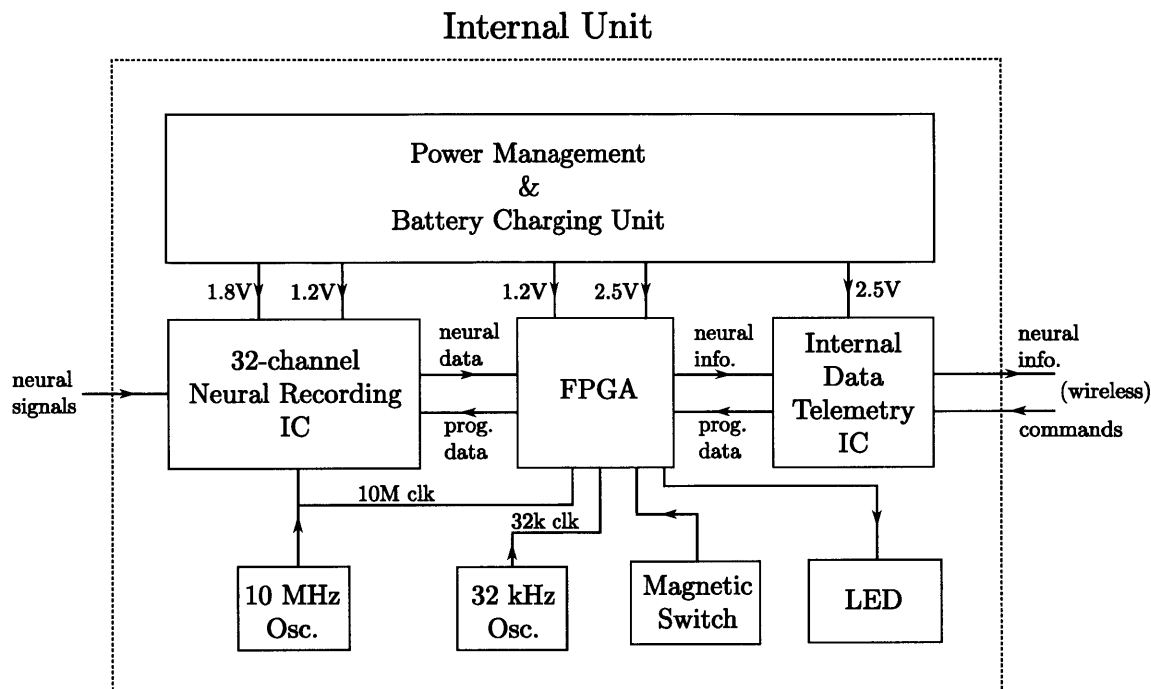 Internal Unit
Power Management
&
Battery Charging Unit
1.8V
1.2V
1.2V
2.5V
2.5V
neural
signals
32-channel
Neural Recording
IC
neural
data
prog.
data
FPGA
neural
info.
prog.
data
Internal
Data
Telemetry
IC
neural
info.
(wireless)
commands
10M clk
32k clk
10 MHz
Osc.
32 kHz
Osc.
Magnetic
Switch
LED